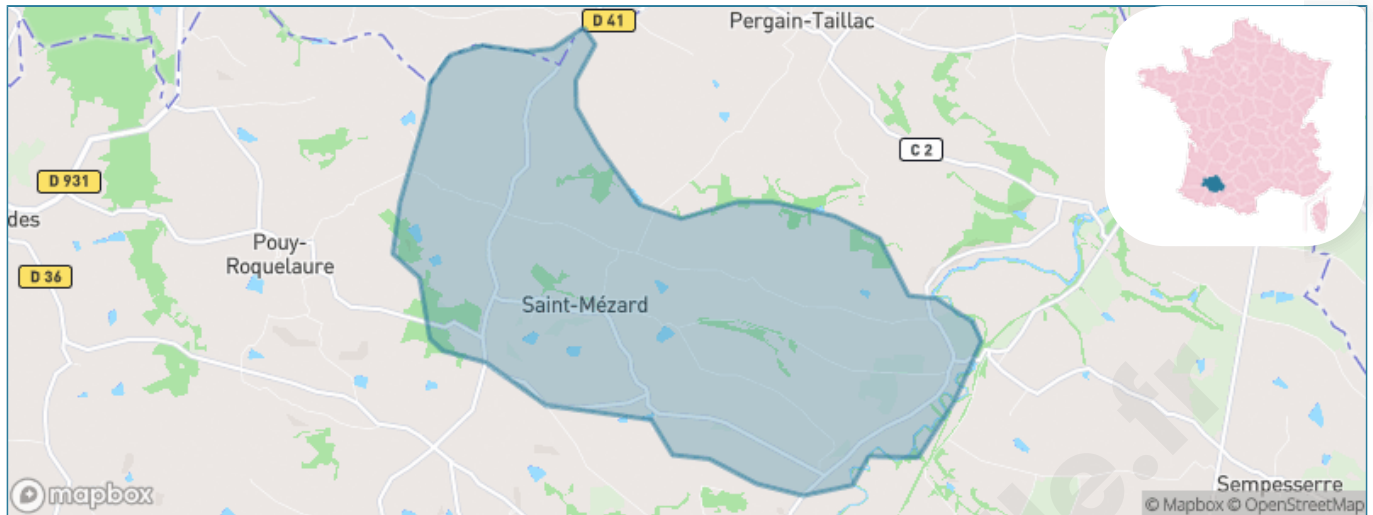 D 41
Pergain-Taillac
C 2
D 931
des
Pouy-
Roquelaure
D 36
Saint-Mézard
Sempesserre
mapbox
© Mapbox © OpenStreetMap